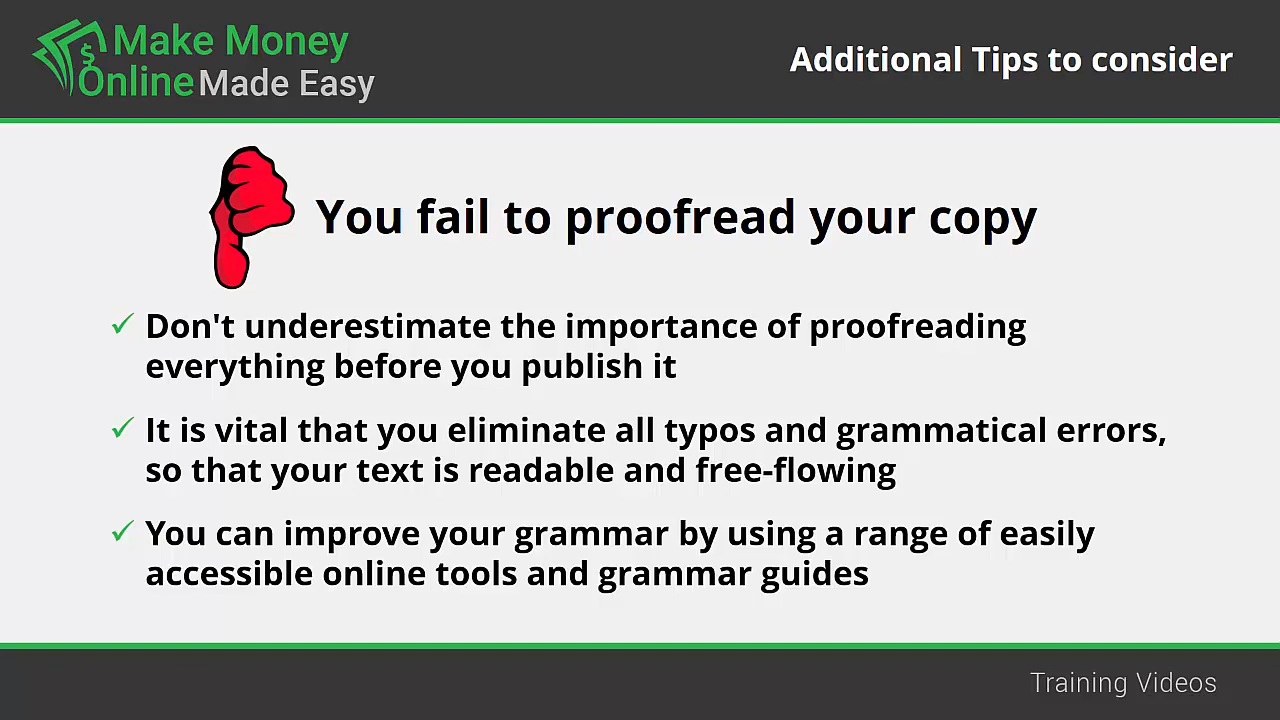 Make Money
Online Made Easy
Additional Tips to consider
You fail to proofread your copy
Don't underestimate the importance of proofreading
everything before you publish it
It is vital that you eliminate all typos and grammatical errors,
so that your text is readable and free-flowing
You can improve your grammar by using a range of easily
accessible online tools and grammar guides
Training Videos